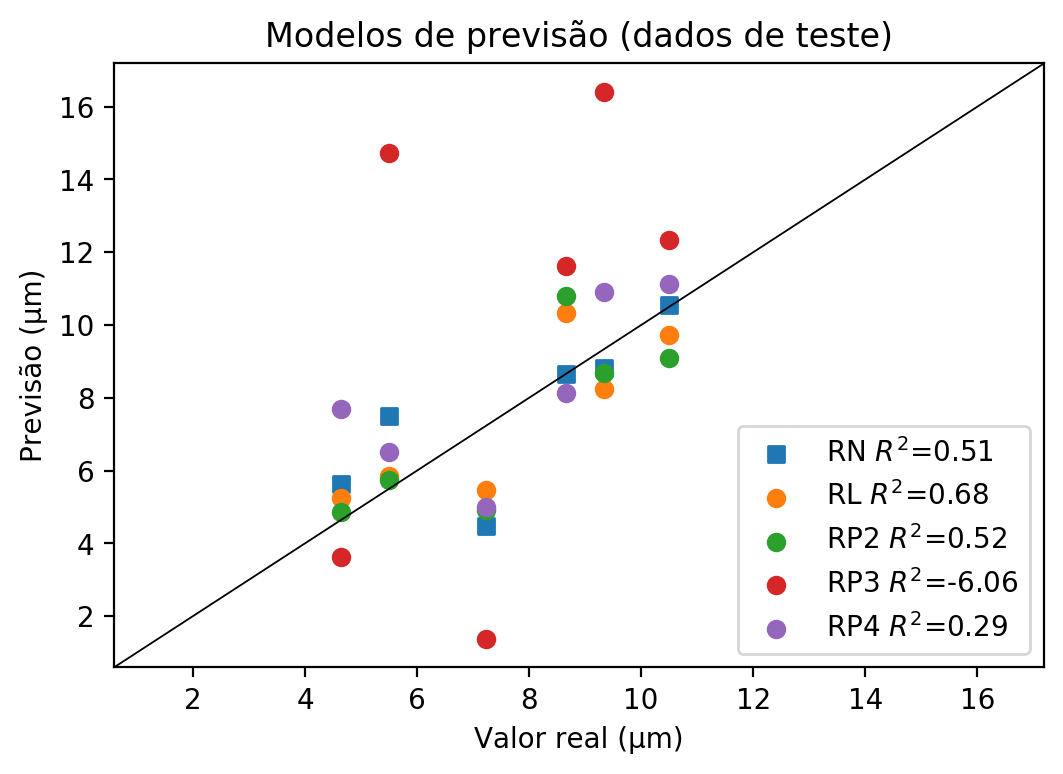 Modelos de previsão (dados de teste)
16
14
12
10
8
6
4
2
Previsão (µm)
RN R²=0.51
RL R²=0.68
RP2 R²=0.52
RP3 R²=-6.06
RP4 R²=0.29
2 4 6 8 10 12 14 16
Valor real (µm)